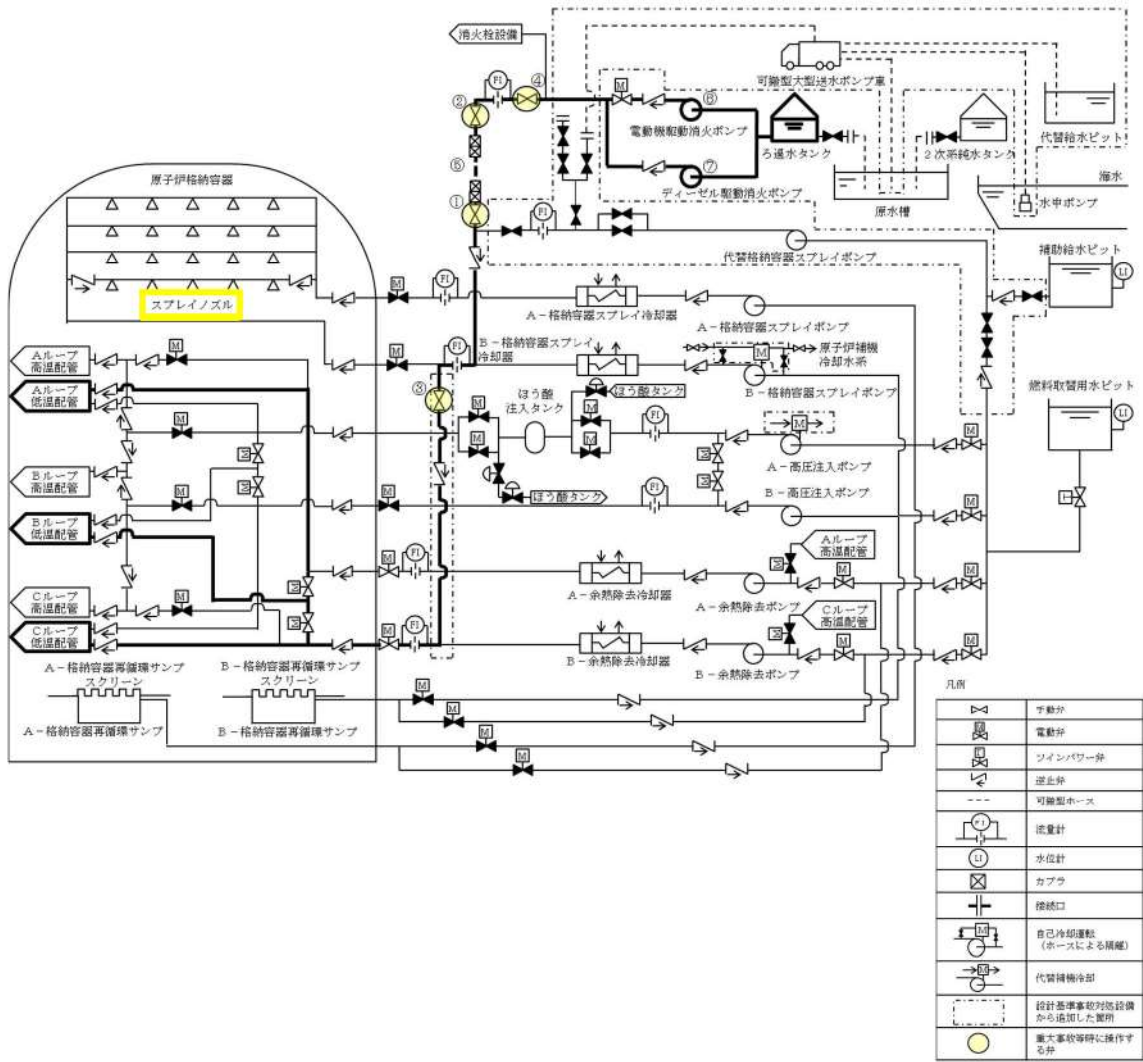 消火栓設備
FI
④
②
M
⑥
可搬型大型送水ポンプ車
電動機駆動消火ポンプ
ろ過水タンク
2次系純水タンク
代替給水ピット
⑤
⑦
ディーゼル駆動消火ポンプ
原水槽
海水
水中ポンプ
①
FI
代替格納容器スプレイポンプ
補助給水ピット
LI
原子炉格納容器
スプレイノズル
M
FI
A-格納容器スプレイ冷却器
A-格納容器スプレイポンプ
M
FI
B-格納容器スプレイ
冷却器
M
原子炉補機
冷却水系
B-格納容器スプレイポンプ
燃料取替用水ピット
LI
Aループ
高温配管
M
Aループ
低温配管
③
M
M
ほう酸
注入タンク
ほう酸タンク
M
M
FI
M
A-高圧注入ポンプ
M
M
M
Bループ
高温配管
M
M
M
ほう酸タンク
FI
M
B-高圧注入ポンプ
M
Bループ
低温配管
M
M
FI
A-余熱除去冷却器
Aループ
高温配管
M
M
A-余熱除去ポンプ
M
Cループ
高温配管
M
M
Cループ
低温配管
M
FI
B-余熱除去冷却器
Cループ
高温配管
M
M
B-余熱除去ポンプ
M
A-格納容器再循環サンプ
スクリーン
B-格納容器再循環サンプ
スクリーン
A-格納容器再循環サンプ
B-格納容器再循環サンプ
M
M
M
M
凡例
手動弁
M
電動弁
ツインパワー弁
逆止弁
可搬型ホース
FI
流量計
LI
水位計
カプラ
接続口
M
自己冷却運転
(ホースによる隔離)
M
代替補機冷却
設計基準事故対処設備
から追加した箇所
重大事故等時に操作す
る弁